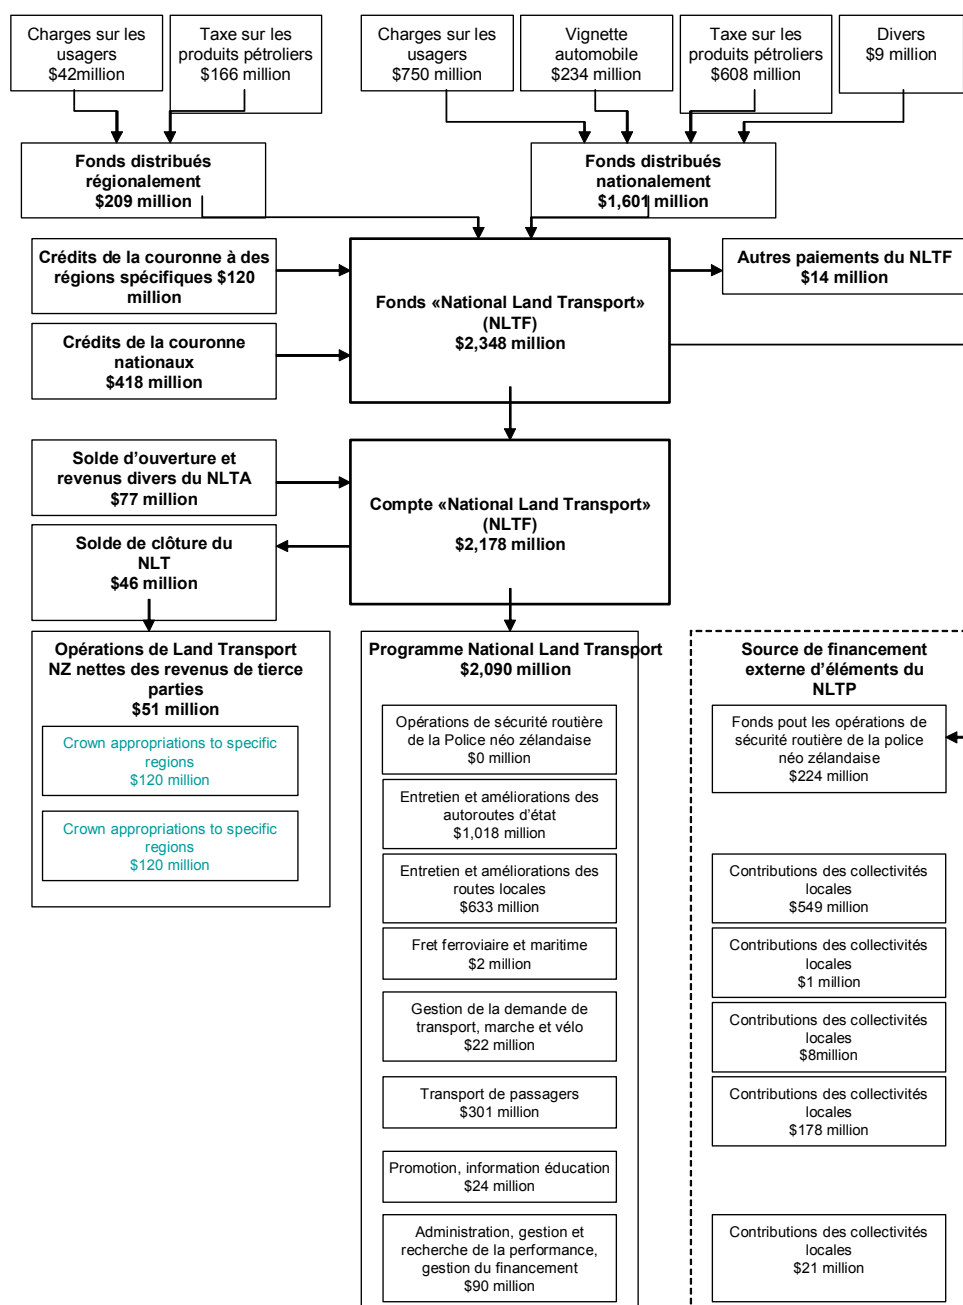 Charges sur les
usagers
$42million
Taxe sur les
produits pétroliers
$166 million
Charges sur les
usagers
$750 million
Vignette
automobile
$234 million
Taxe sur les
produits pétroliers
$608 million
Divers
$9 million
Fonds distribués
régionalement
$209 million
Fonds distribués
nationalement
$1,601 million
Crédits de la couronne à des
régions spécifiques $120
million
Fonds «National Land Transport»
(NLTF)
$2,348 million
Autres paiements du NLTF
$14 million
Crédits de la couronne
nationaux
$418 million
Solde d'ouverture et
revenus divers du NLTA
$77 million
Compte «National Land Transport»
(NLTF)
$2,178 million
Solde de clôture du
NLT
$46 million
Opérations de Land Transport
NZ nettes des revenus de tierce
parties
$51 million
Crown appropriations to specific
regions
$120 million
Crown appropriations to specific
regions
$120 million
Programme National Land Transport
$2,090 million
Opérations de sécurité routière
de la Police néo zélandaise
$0 million
Entretien et améliorations des
autoroutes d'état
$1,018 million
Entretien et améliorations des
routes locales
$633 million
Fret ferroviaire et maritime
$2 million
Gestion de la demande de
transport, marche et vélo
$22 million
Transport de passagers
$301 million
Promotion, information éducation
$24 million
Administration, gestion et
recherche de la performance,
gestion du financement
$90 million
Source de financement
externe d'éléments du
NLTP
Fonds pout les opérations de
sécurité routière de la police
néo zélandaise
$224 million
Contributions des collectivités
locales
$549 million
Contributions des collectivités
locales
$1 million
Contributions des collectivités
locales
$8million
Contributions des collectivités
locales
$178 million
Contributions des collectivités
locales
$21 million